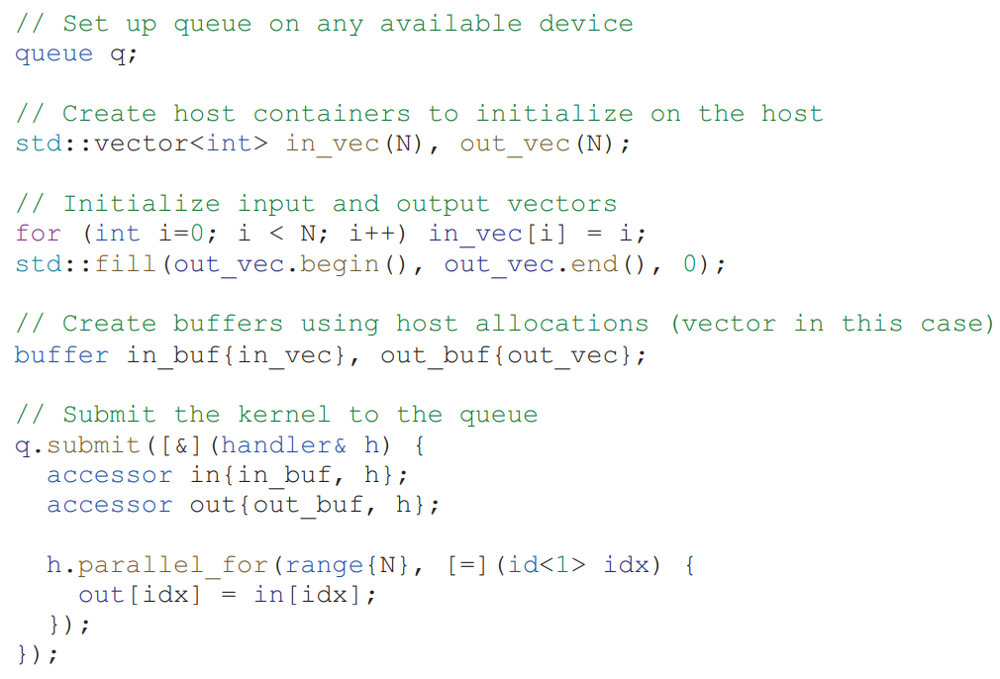 // Set up queue on any available device
queue q;

// Create host containers to initialize on the host
std::vector<int> in_vec(N), out_vec(N);

// Initialize input and output vectors
for (int i=0; i < N; i++) in_vec[i] = i;
std::fill(out_vec.begin(), out_vec.end(), 0);

// Create buffers using host allocations (vector in this case)
buffer in_buf{in_vec}, out_buf{out_vec};

// Submit the kernel to the queue
q.submit([&](handler& h) {
  accessor in{in_buf, h};
  accessor out{out_buf, h};

  h.parallel_for(range{N}, [=](id<1> idx) {
    out[idx] = in[idx];
  });
});